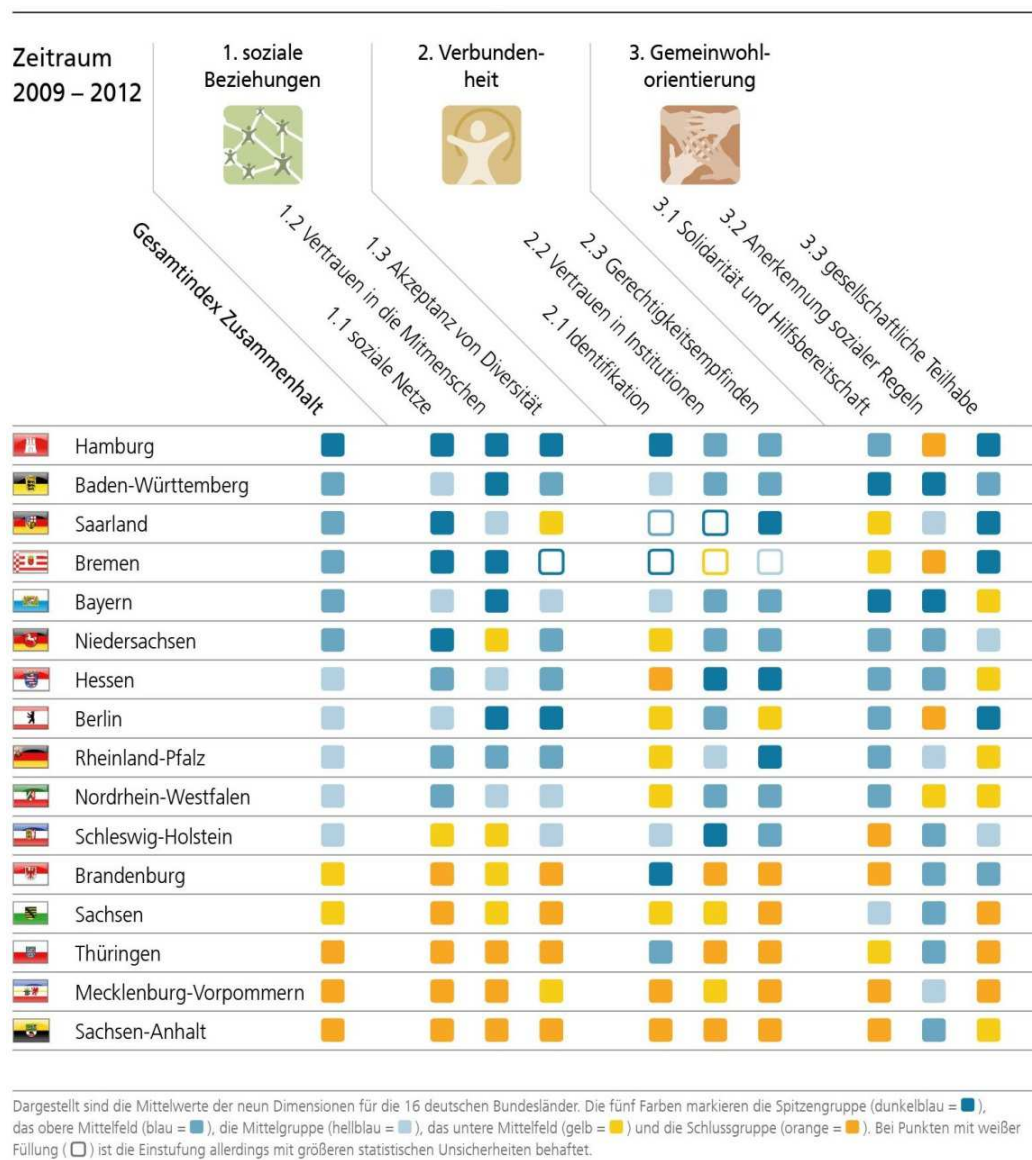 Zeitraum
2009 – 2012
1. soziale
Beziehungen
2. Verbunden-
heit
3. Gemeinwohl-
orientierung
Gesamtindex Zusammenhalt
1.1 soziale Netze
1.2 Vertrauen in die Mitmenschen
1.3 Akzeptanz von Diversität
2.1 Identifikation
2.2 Vertrauen in Institutionen
2.3 Gerechtigkeitsempfinden
3.1 Solidarität und Hilfsbereitschaft
3.2 Anerkennung sozialer Regeln
3.3 gesellschaftliche Teilhabe
Hamburg
Baden-Württemberg
Saarland
Bremen
Bayern
Niedersachsen
Hessen
Berlin
Rheinland-Pfalz
Nordrhein-Westfalen
Schleswig-Holstein
Brandenburg
Sachsen
Thüringen
Mecklenburg-Vorpommern
Sachsen-Anhalt
Dargestellt sind die Mittelwerte der neun Dimensionen für die 16 deutschen Bundesländer. Die fünf Farben markieren die Spitzengruppe (dunkelblau = ),
das obere Mittelfeld (blau = ), die Mittelgruppe (hellblau = ), das untere Mittelfeld (gelb = ) und die Schlussgruppe (orange = ). Bei Punkten mit weißer
Füllung ( ) ist die Einstufung allerdings mit größeren statistischen Unsicherheiten behaftet.